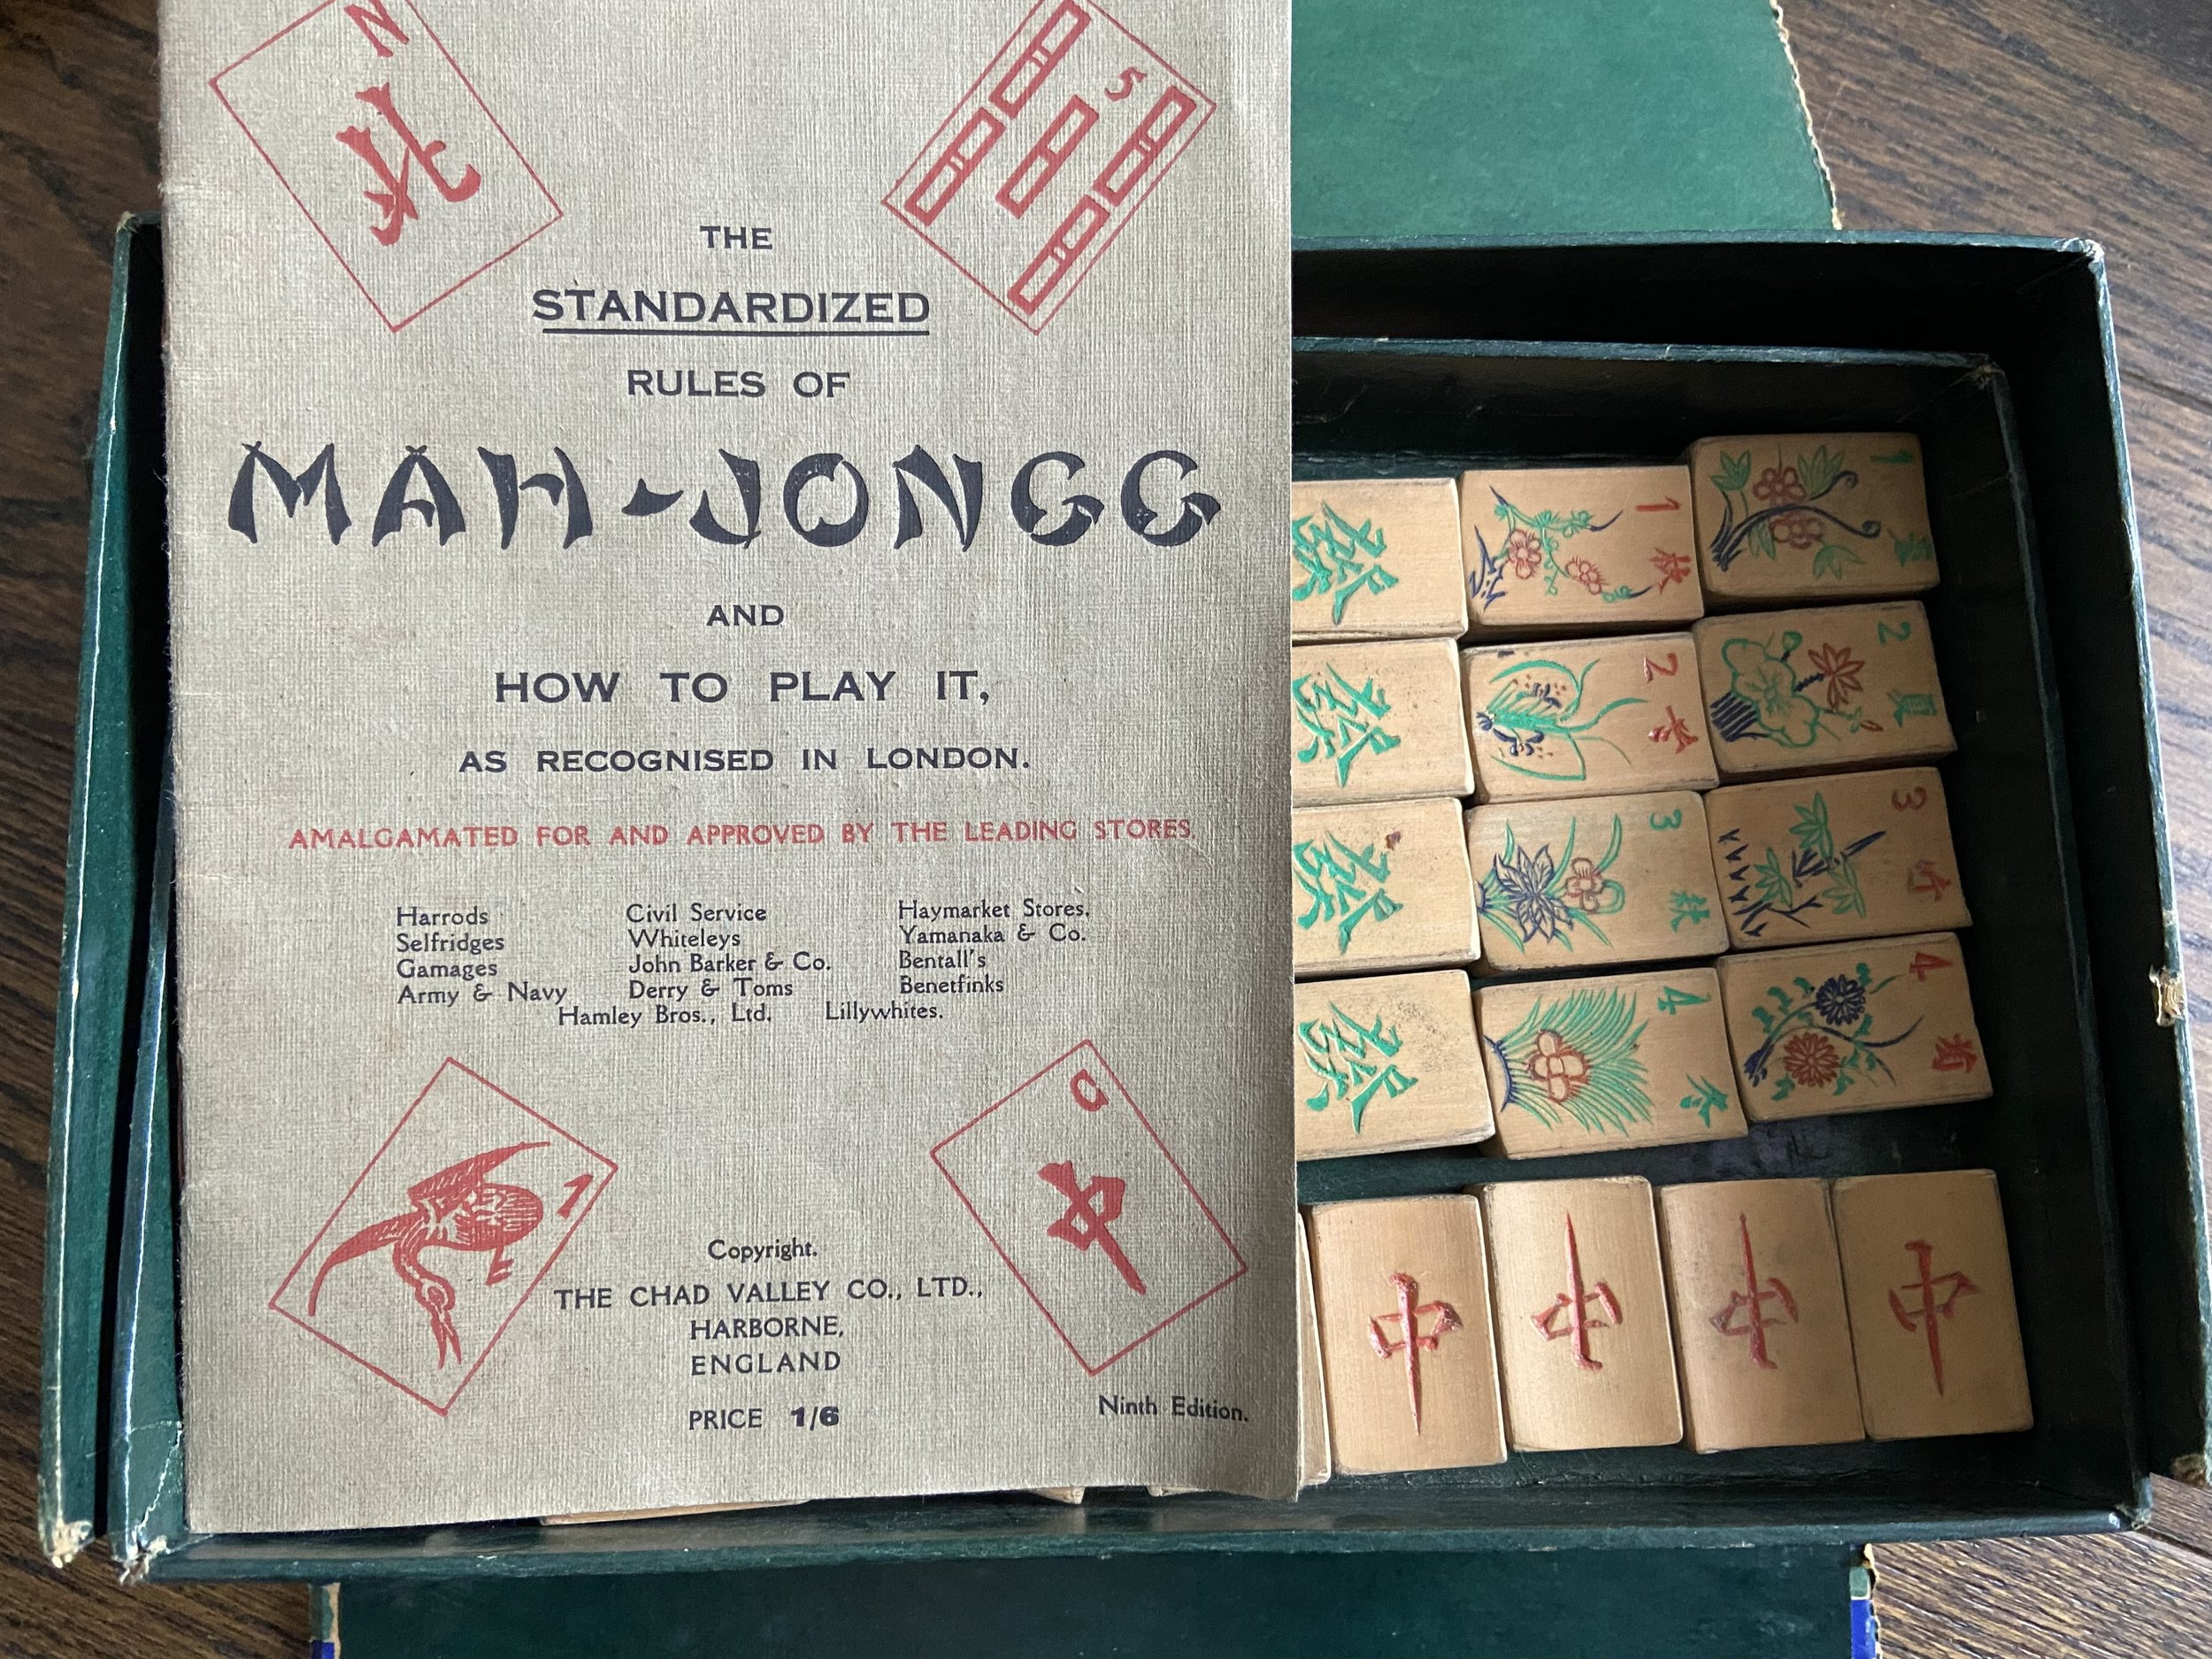 N
北
5
THE
STANDARDIZED
RULES OF
MAH-JONGG
AND
HOW TO PLAY IT,
AS RECOGNISED IN LONDON.
AMALGAMATED FOR AND APPROVED BY THE LEADING STORES.
Harrods Civil Service Haymarket Stores,
Selfridges Whiteleys Yamanaka & Co.
Gamages John Barker & Co. Bentall's
Army & Navy Derry & Toms Benetfinks
Hamley Bros., Ltd. Lillywhites.
1
C
中
Copyright.
THE CHAD VALLEY CO., LTD.,
HARBORNE,
ENGLAND
PRICE 1/6
Ninth Edition.
發
1 秋
1
發
2
2
發
3
3
發
4 冬
4
中
中
中
中